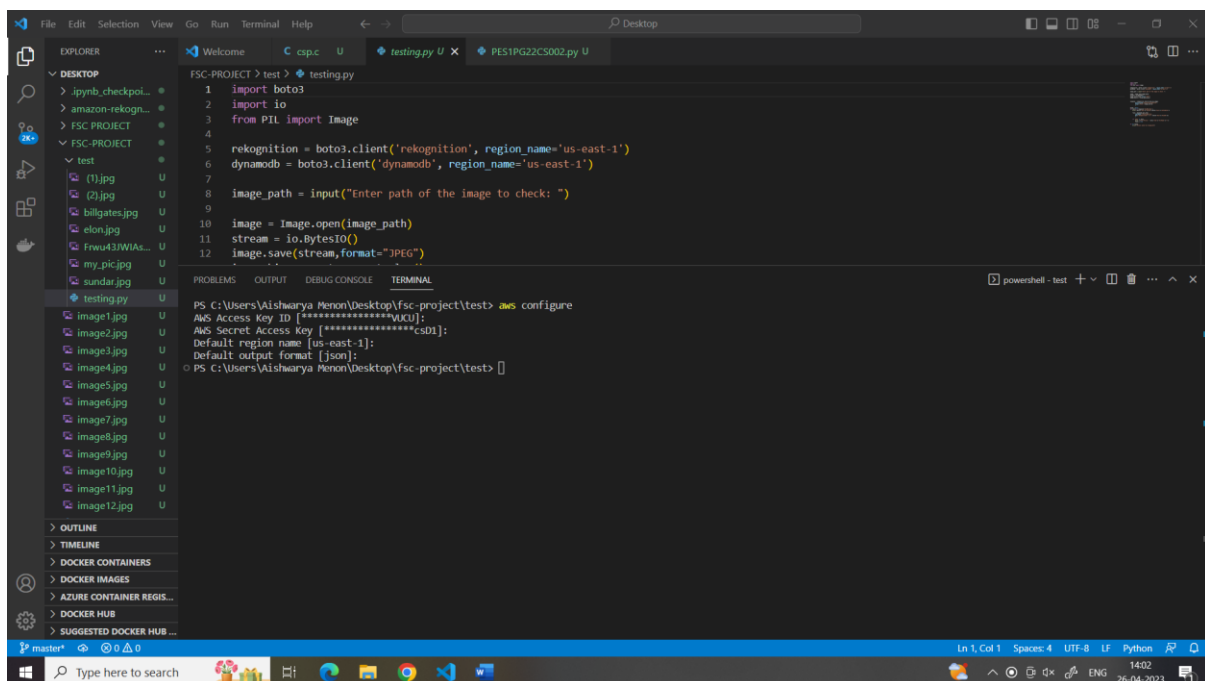 File Edit Selection View Go Run Terminal Help
Desktop
EXPLORER
Welcome
csp.c U
testing.py U
PES1PG22CS002.py U
DESKTOP
.ipynb_checkpoi...
amazon-rekogn...
FSC PROJECT
FSC-PROJECT
test
(1).jpg U
(2).jpg U
billgates.jpg U
elon.jpg U
Frwu43JWIAs... U
my_pic.jpg U
sundar.jpg U
testing.py U
image1.jpg U
image2.jpg U
image3.jpg U
image4.jpg U
image5.jpg U
image6.jpg U
image7.jpg U
image8.jpg U
image9.jpg U
image10.jpg U
image11.jpg U
image12.jpg U
OUTLINE
TIMELINE
DOCKER CONTAINERS
DOCKER IMAGES
AZURE CONTAINER REGIS...
DOCKER HUB
SUGGESTED DOCKER HUB ...
2K+
FSC-PROJECT > test > testing.py
1 import boto3
2 import io
3 from PIL import Image
4
5 rekognition = boto3.client('rekognition', region_name='us-east-1')
6 dynamodb = boto3.client('dynamodb', region_name='us-east-1')
7
8 image_path = input("Enter path of the image to check: ")
9
10 image = Image.open(image_path)
11 stream = io.BytesIO()
12 image.save(stream,format="JPEG")
PROBLEMS OUTPUT DEBUG CONSOLE TERMINAL
powershell - test
PS C:\Users\Aishwarya Menon\Desktop\fsc-project\test> aws configure
AWS Access Key ID [****************VUCU]:
AWS Secret Access Key [****************csD1]:
Default region name [us-east-1]:
Default output format [json]:
PS C:\Users\Aishwarya Menon\Desktop\fsc-project\test>
master* 0 0
Ln 1, Col 1 Spaces: 4 UTF-8 LF Python
Type here to search
ENG
14:02
26-04-2023